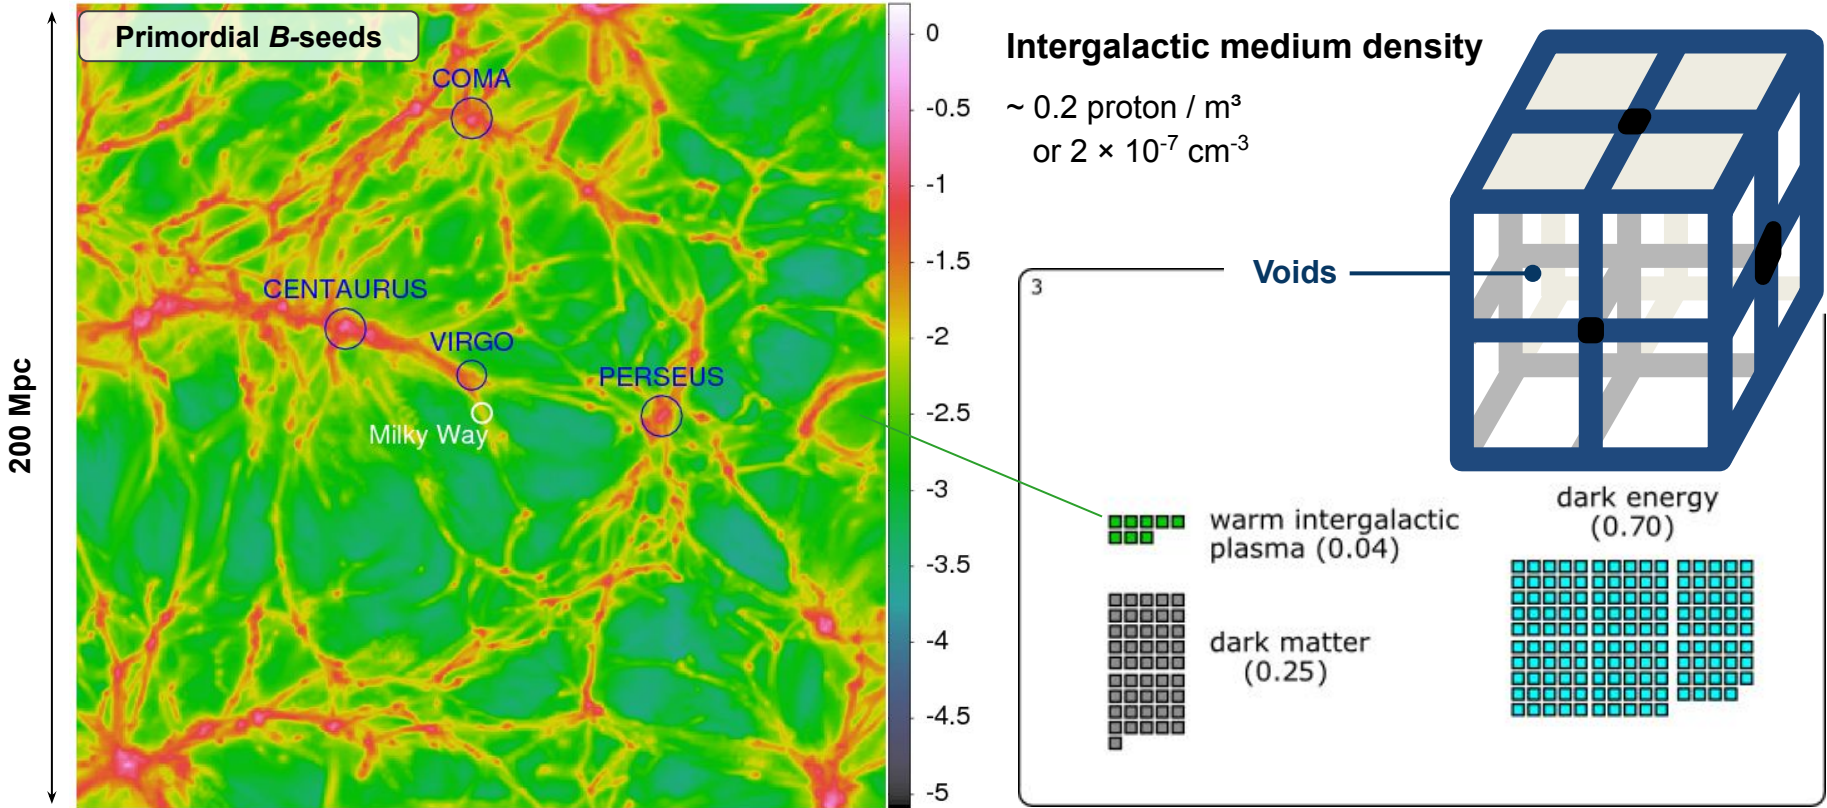 Primordial B-seeds
COMA
CENTAURUS
VIRGO
PERSEUS
Milky Way
200 Mpc
0
-0.5
-1
-1.5
-2
-2.5
-3
-3.5
-4
-4.5
-5
Intergalactic medium density
~ 0.2 proton / m³
or 2 × 10⁻⁷ cm⁻³
Voids
3
warm intergalactic
plasma (0.04)
dark matter
(0.25)
dark energy
(0.70)